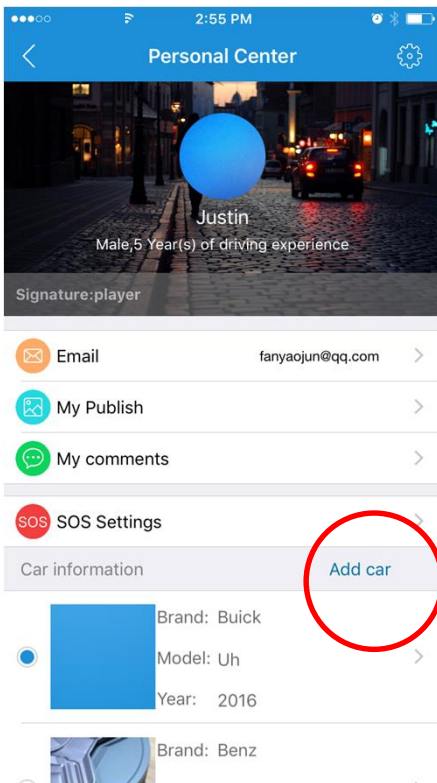 2:55 PM
Personal Center
Justin
Male,5 Year(s) of driving experience
Signature:player
Email fanyaojun@qq.com
My Publish
My comments
SOS SOS Settings
Car information Add car
Brand: Buick
Model: Uh
Year: 2016
Brand: Benz